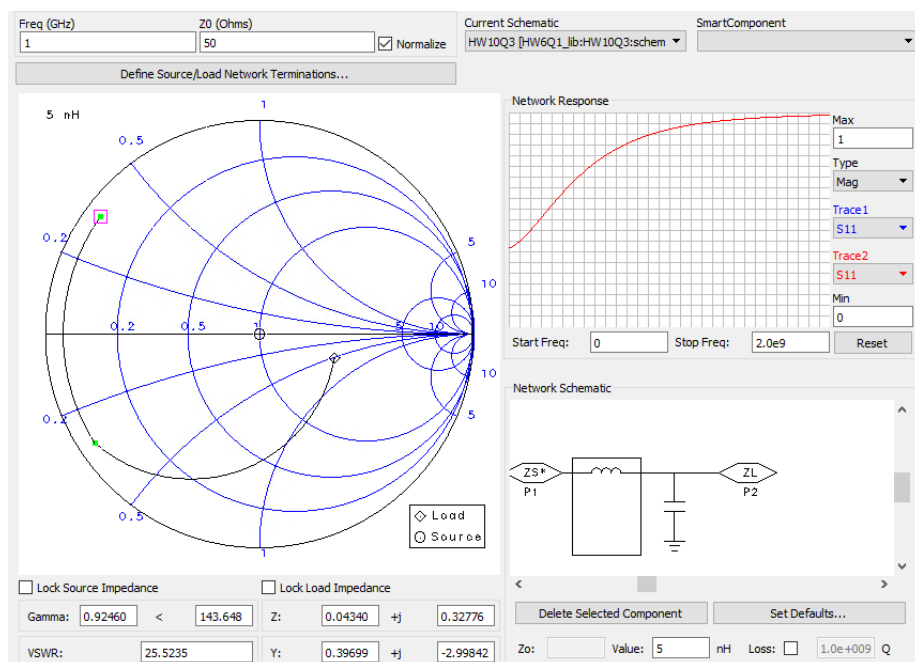 Freq (GHz) Z0 (Ohms) Current Schematic SmartComponent
1 50 Normalize HW10Q3 [HW6Q1_lib:HW10Q3:schem
Define Source/Load Network Terminations...
5 nH
1
0.5
0.2
5
10
0.2 0.5 1 5 10
10
5
0.2
0.5
1
Load
Source
Network Response
Max
1
Type
Mag
Trace1
S11
Trace2
S11
Min
0
Start Freq: 0 Stop Freq: 2.0e9 Reset
Network Schematic
ZS* ZL
P1 P2
Lock Source Impedance Lock Load Impedance
Gamma: 0.92460 < 143.648 Z: 0.04340 +j 0.32776
VSWR: 25.5235 Y: 0.39699 +j -2.99842
Delete Selected Component Set Defaults...
Zo: Value: 5 nH Loss: 1.0e+009 Q